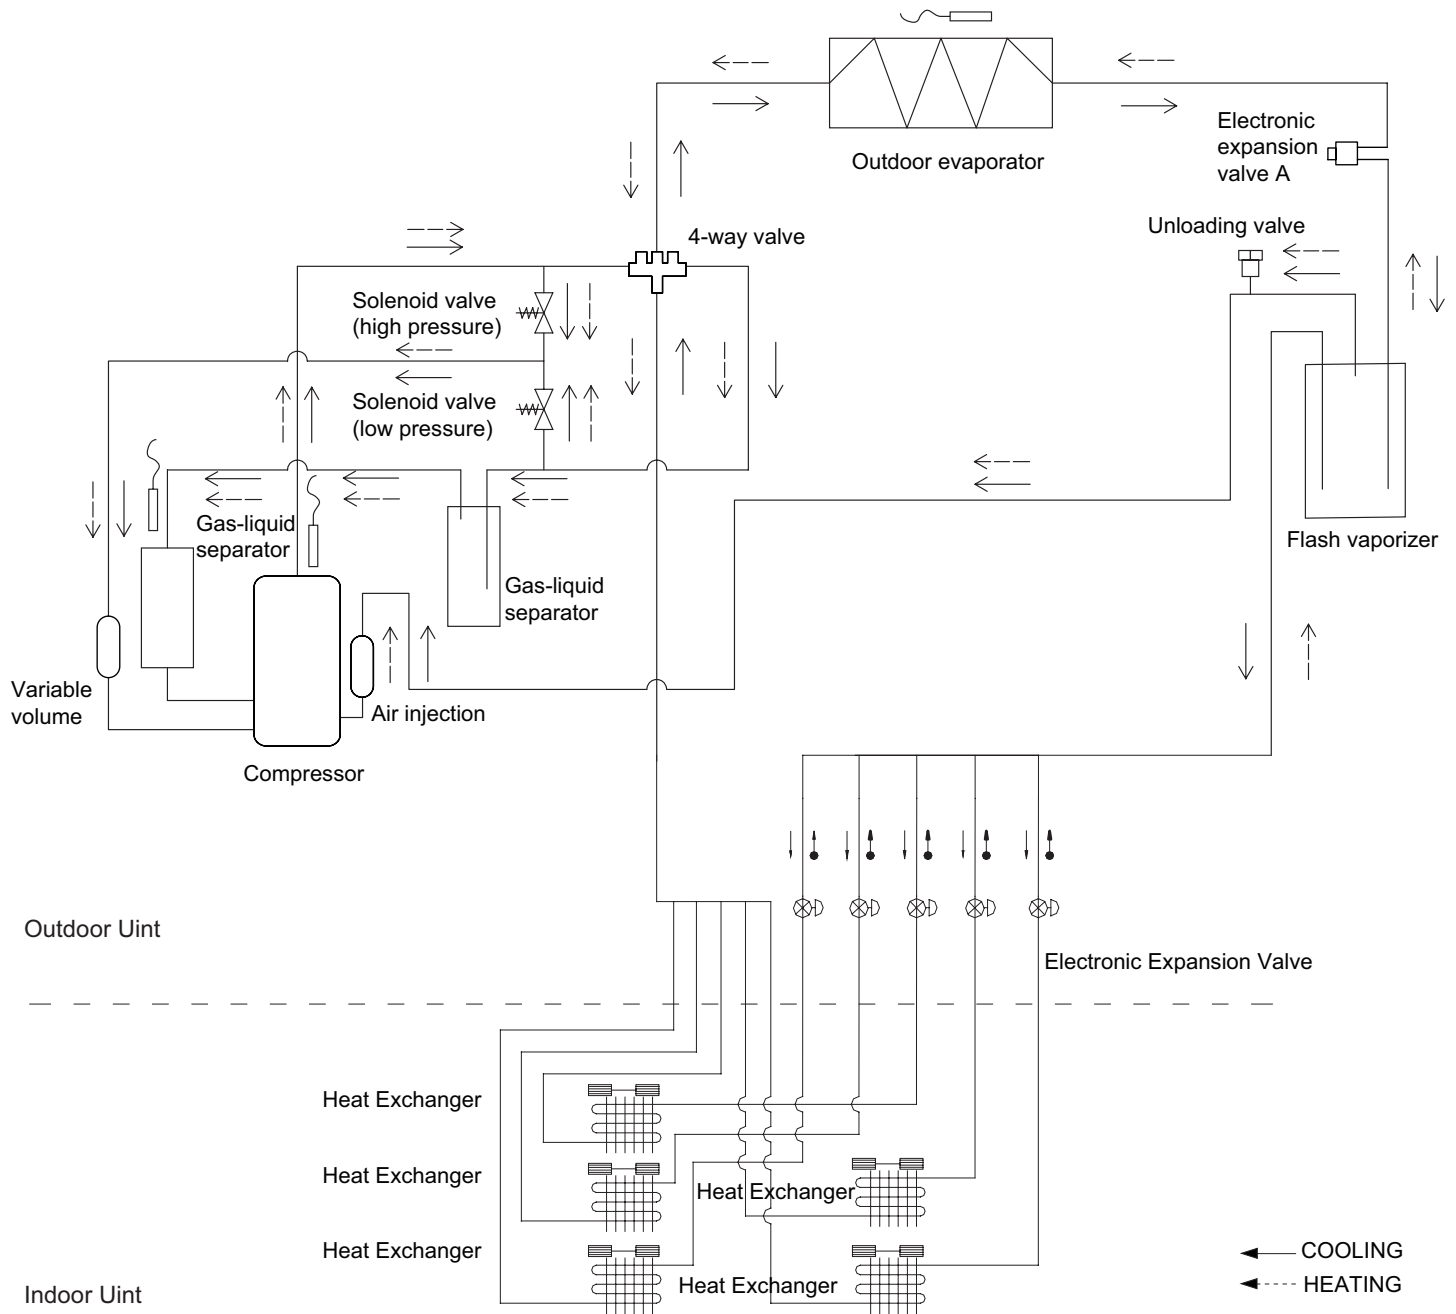 Electronic
expansion
valve A
Outdoor evaporator
Unloading valve
4-way valve
Solenoid valve
(high pressure)
Solenoid valve
(low pressure)
Gas-liquid
separator
Flash vaporizer
Gas-liquid
separator
Variable
volume
Air injection
Compressor
Outdoor Uint
Electronic Expansion Valve
Heat Exchanger
Heat Exchanger
Heat Exchanger
Heat Exchanger
Heat Exchanger
COOLING
HEATING
Indoor Uint